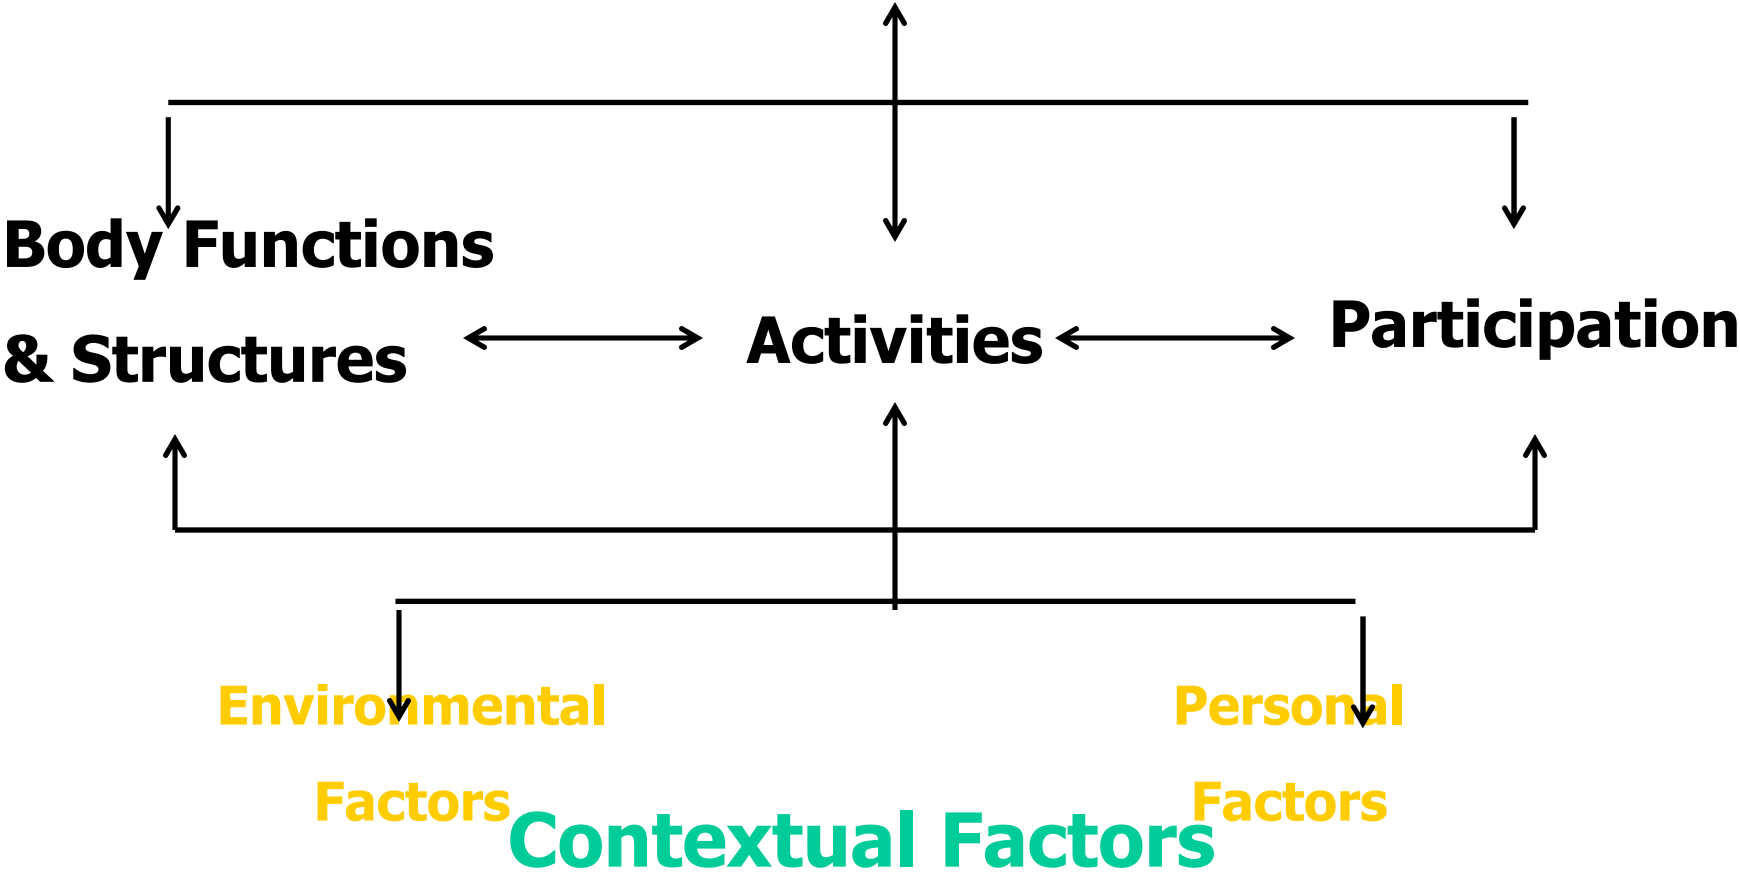 Body Functions
& Structures
Activities
Participation
Environmental
Factors
Personal
Factors
Contextual Factors